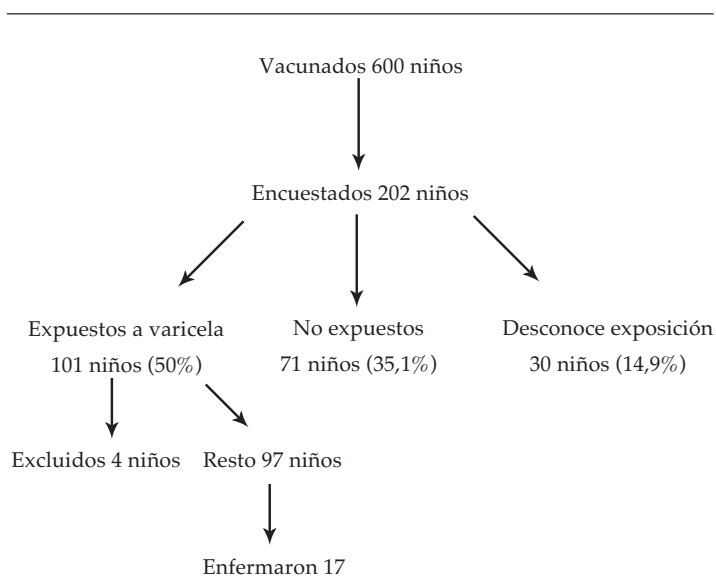 Vacunados 600 niños
Encuestados 202 niños
Expuestos a varicela
101 niños (50%)
No expuestos
71 niños (35,1%)
Desconoce exposición
30 niños (14,9%)
Excluidos 4 niños
Resto 97 niños
Enfermaron 17